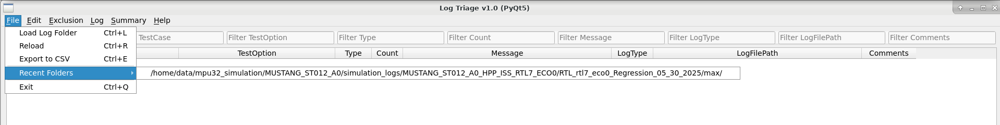 Log Triage v1.0 (PyQt5)
File Edit Exclusion Log Summary Help
Load Log Folder Ctrl+L
TestCase Filter TestOption Filter Type Filter Count Filter Message Filter LogType Filter LogFilePath Filter Comments
Reload Ctrl+R
TestOption Type Count Message LogType LogFilePath Comments
Export to CSV Ctrl+E
Recent Folders /home/data/mpu32_simulation/MUSTANG_ST012_A0/simulation_logs/MUSTANG_ST012_A0_HPP_ISS_RTL7_ECO0/RTL_rtl7_eco0_Regression_05_30_2025/max/
Exit Ctrl+Q